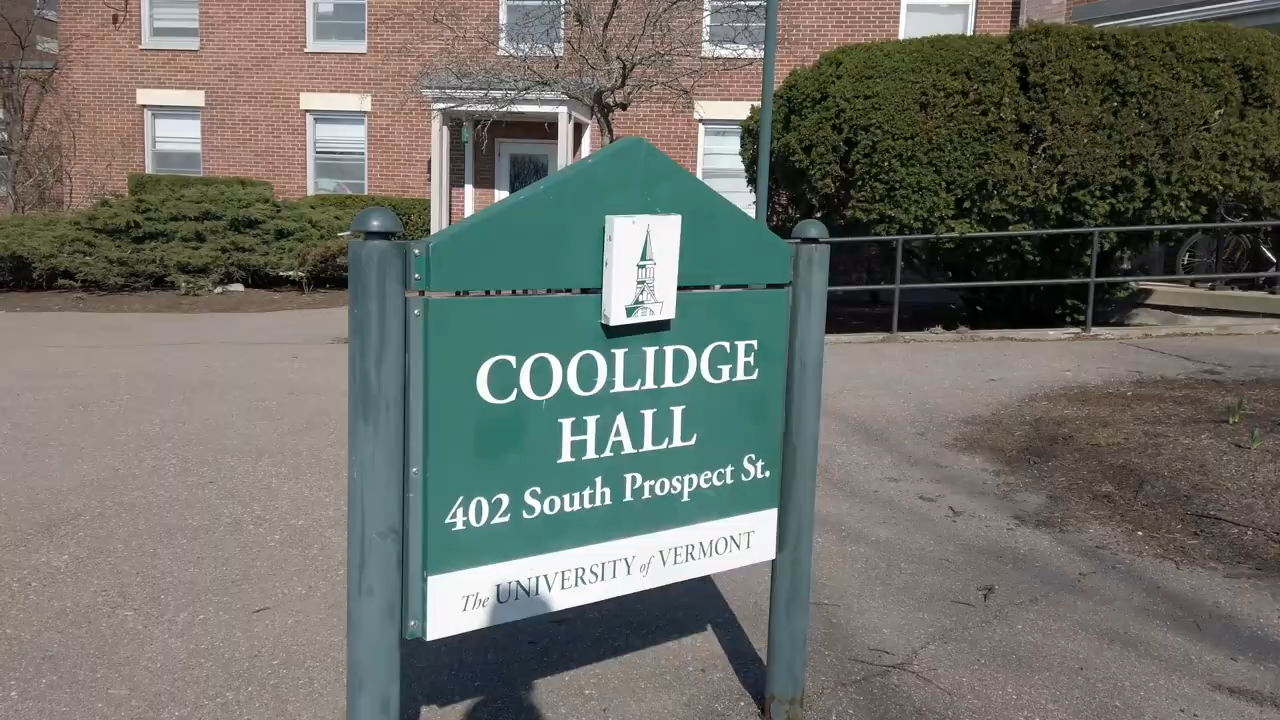 COOLIDGE
HALL
402 South Prospect St.
The UNIVERSITY of VERMONT